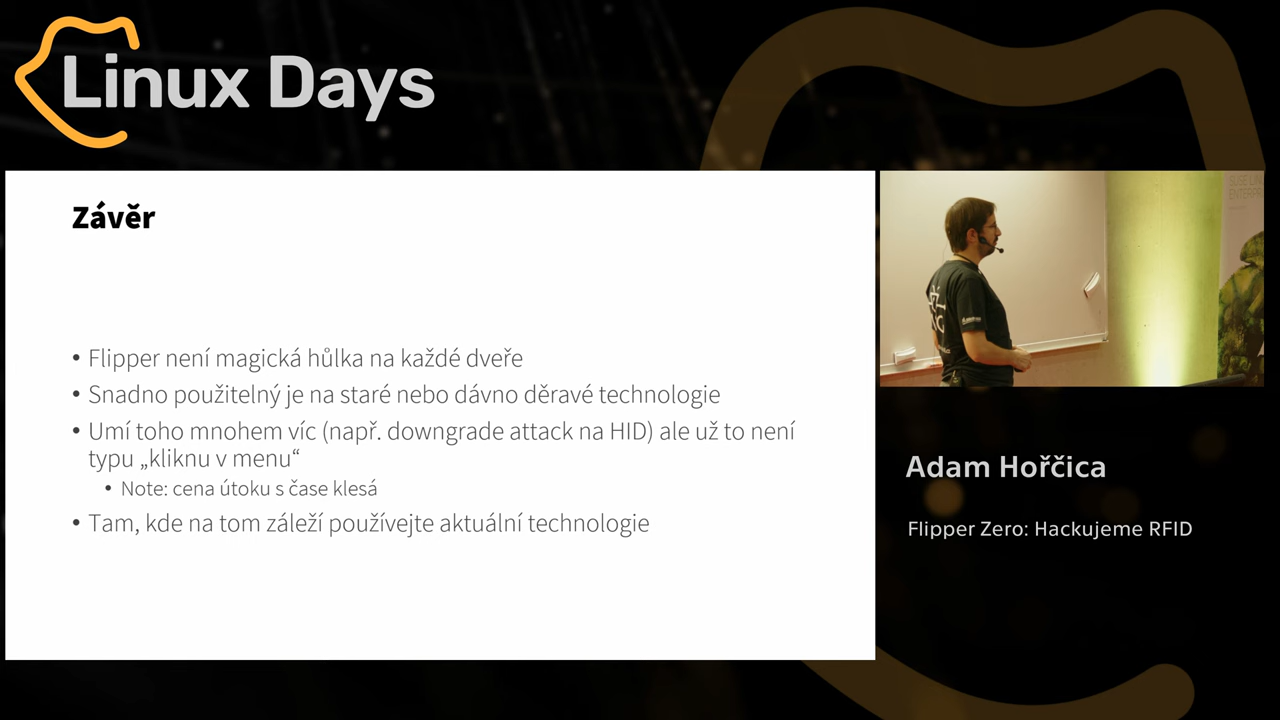 Linux Days
Závěr
• Flipper není magická hůlka na každé dveře
• Snadno použitelný je na staré nebo dávno děravé technologie
• Umí toho mnohem víc (např. downgrade attack na HID) ale už to není
typu „kliknu v menu“
• Note: cena útoku s čase klesá
• Tam, kde na tom záleží používejte aktuální technologie
Adam Hořčica
Flipper Zero: Hackujeme RFID